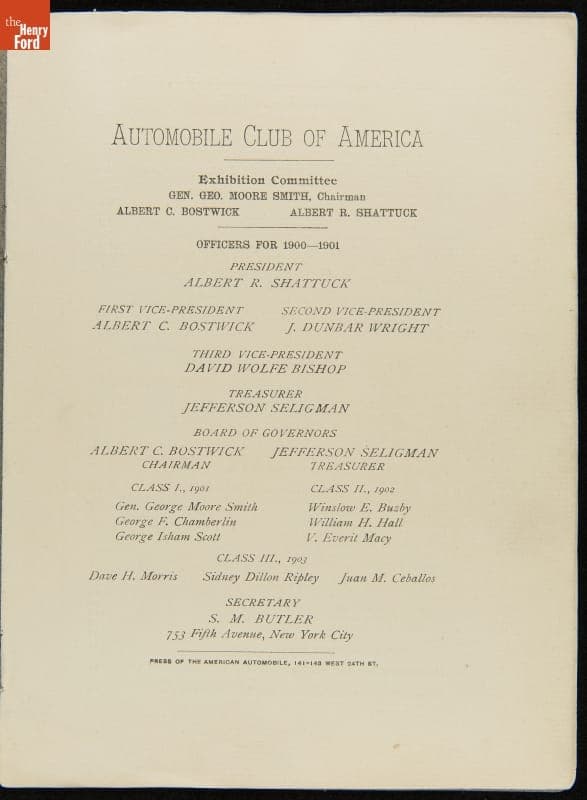 the
Henry
Ford
AUTOMOBILE CLUB OF AMERICA
Exhibition Committee
GEN. GEO. MOORE SMITH, Chairman
ALBERT C. BOSTWICK ALBERT R. SHATTUCK
OFFICERS FOR 1900—1901
PRESIDENT
ALBERT R. SHATTUCK
FIRST VICE-PRESIDENT SECOND VICE-PRESIDENT
ALBERT C. BOSTWICK J. DUNBAR WRIGHT
THIRD VICE-PRESIDENT
DAVID WOLFE BISHOP
TREASURER
JEFFERSON SELIGMAN
BOARD OF GOVERNORS
ALBERT C. BOSTWICK JEFFERSON SELIGMAN
CHAIRMAN TREASURER
CLASS I., 1901 CLASS II., 1902
Gen. George Moore Smith Winslow E. Buzby
George F. Chamberlin William H. Hall
George Isham Scott V. Everit Macy
CLASS III., 1903
Dave H. Morris Sidney Dillon Ripley Juan M. Ceballos
SECRETARY
S. M. BUTLER
753 Fifth Avenue, New York City
PRESS OF THE AMERICAN AUTOMOBILE, 141-143 WEST 24TH ST.